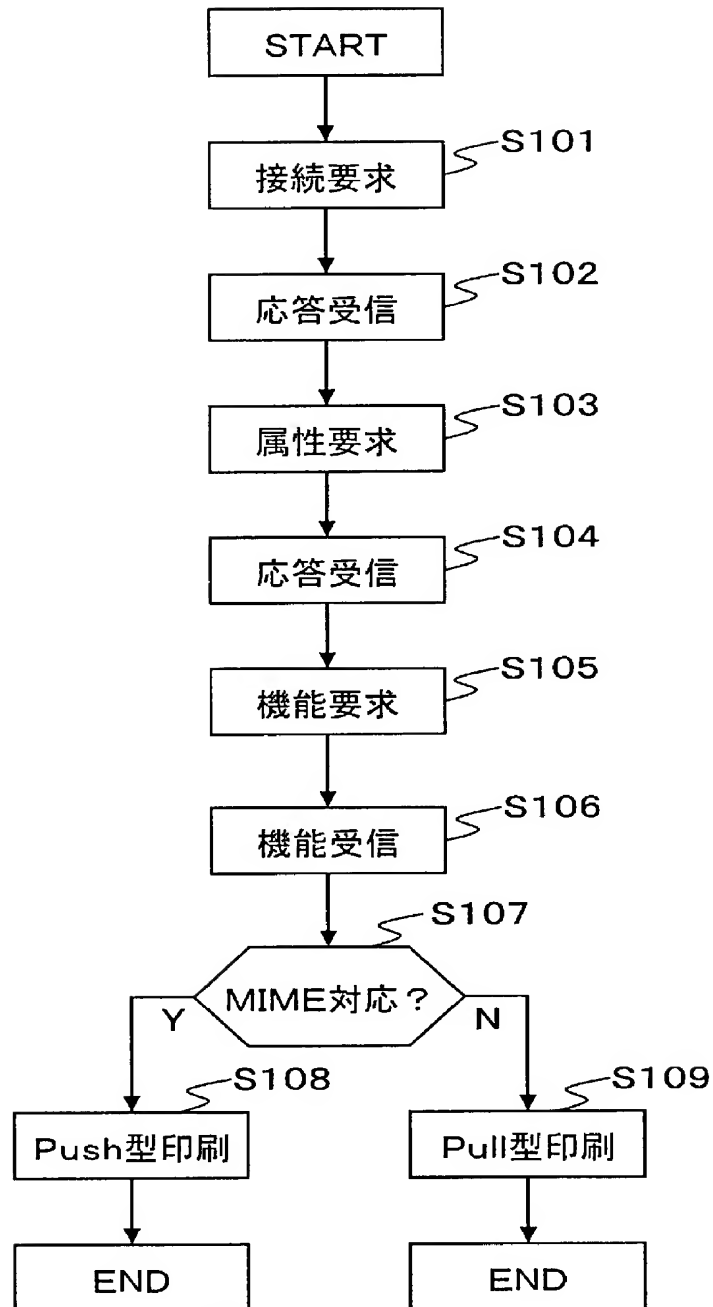 START
S101
接続要求
S102
応答受信
S103
属性要求
S104
応答受信
S105
機能要求
S106
機能受信
S107
MIME対応？
Y
N
S108
S109
Push型印刷
Pull型印刷
END
END